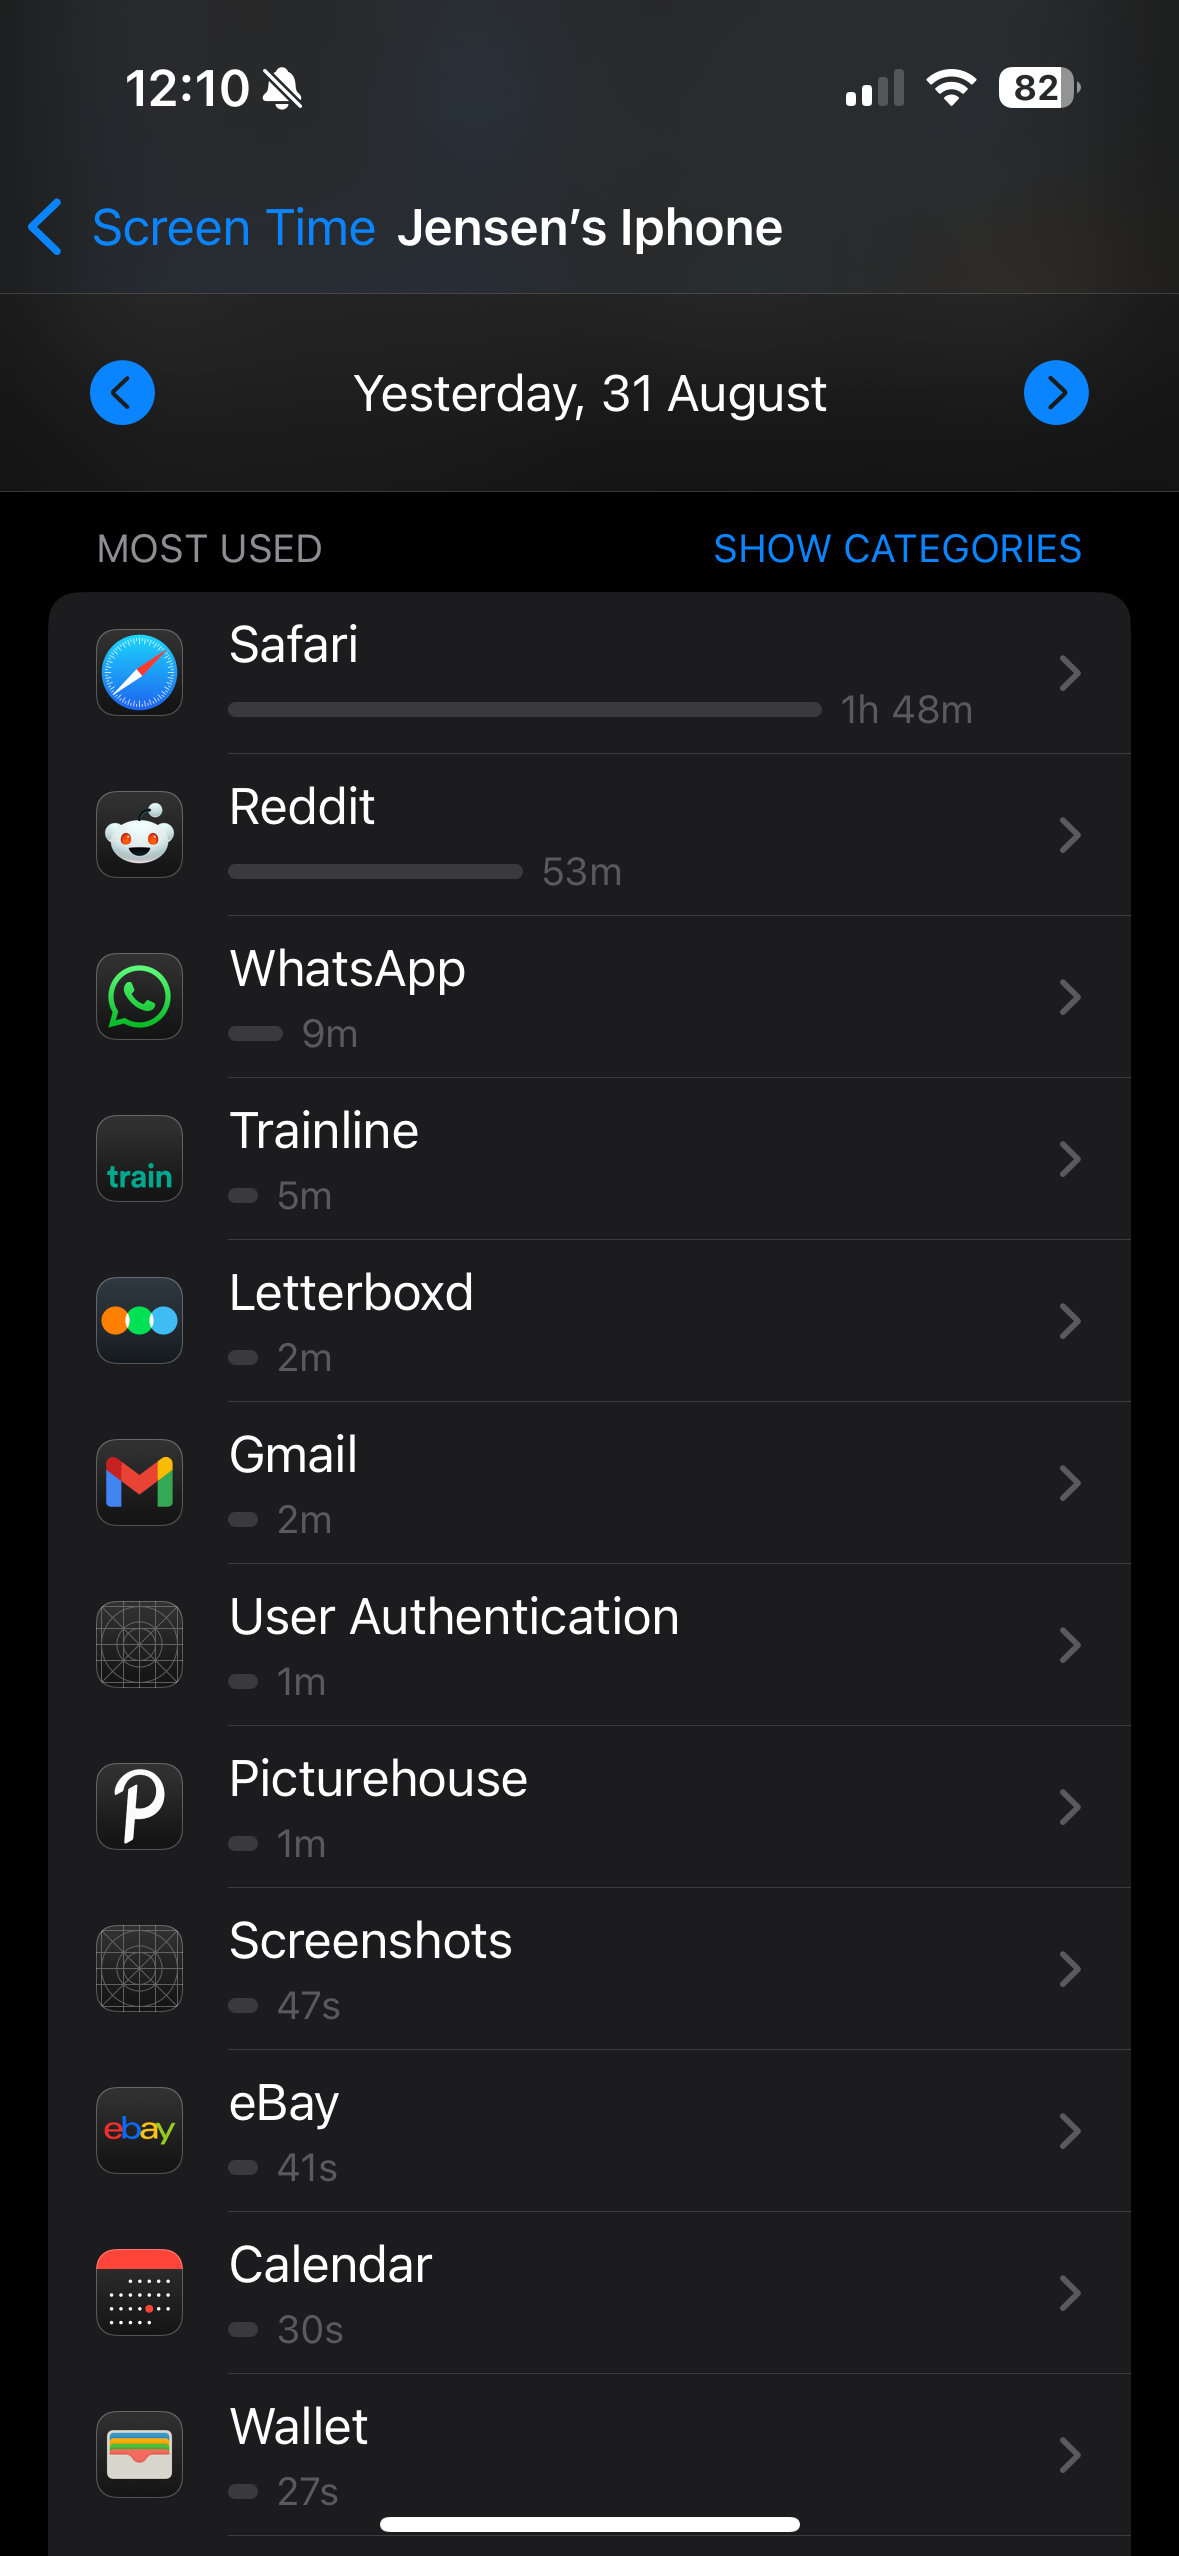 12:10
82
Screen Time Jensen’s Iphone
Yesterday, 31 August
MOST USED SHOW CATEGORIES
Safari
1h 48m
Reddit
53m
WhatsApp
9m
train
Trainline
5m
Letterboxd
2m
Gmail
2m
User Authentication
1m
Picturehouse
1m
Screenshots
47s
ebay
eBay
41s
Calendar
30s
Wallet
27s